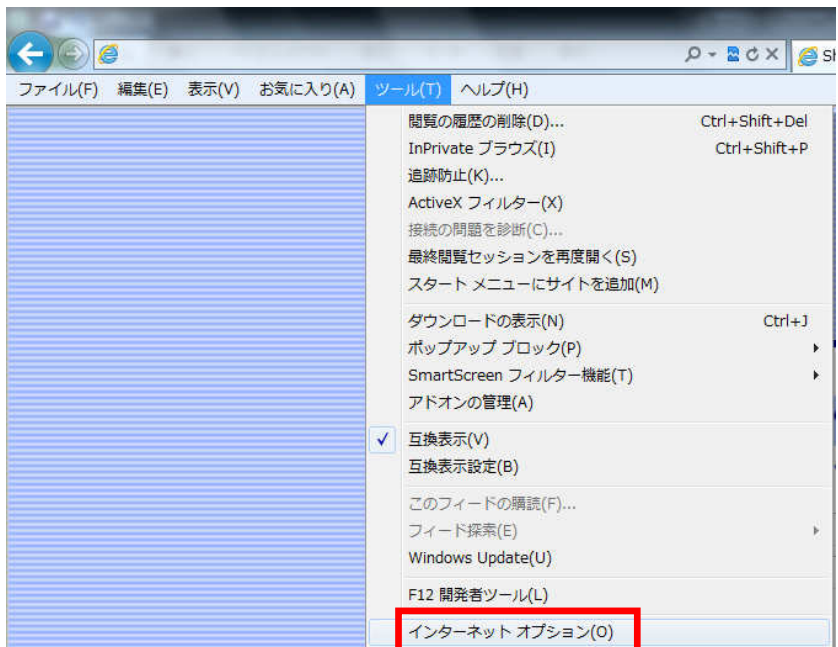 Sh
ファイル(F) 編集(E) 表示(V) お気に入り(A) ツール(T) ヘルプ(H)
閲覧の履歴の削除(D)... Ctrl+Shift+Del
InPrivate ブラウズ(I) Ctrl+Shift+P
追跡防止(K)...
ActiveX フィルター(X)
接続の問題を診断(C)...
最終閲覧セッションを再度開く(S)
スタート メニューにサイトを追加(M)
ダウンロードの表示(N) Ctrl+J
ポップアップ ブロック(P)
SmartScreen フィルター機能(T)
アドオンの管理(A)
互換表示(V)
互換表示設定(B)
このフィードの購読(F)...
フィード探索(E)
Windows Update(U)
F12 開発者ツール(L)
インターネット オプション(O)